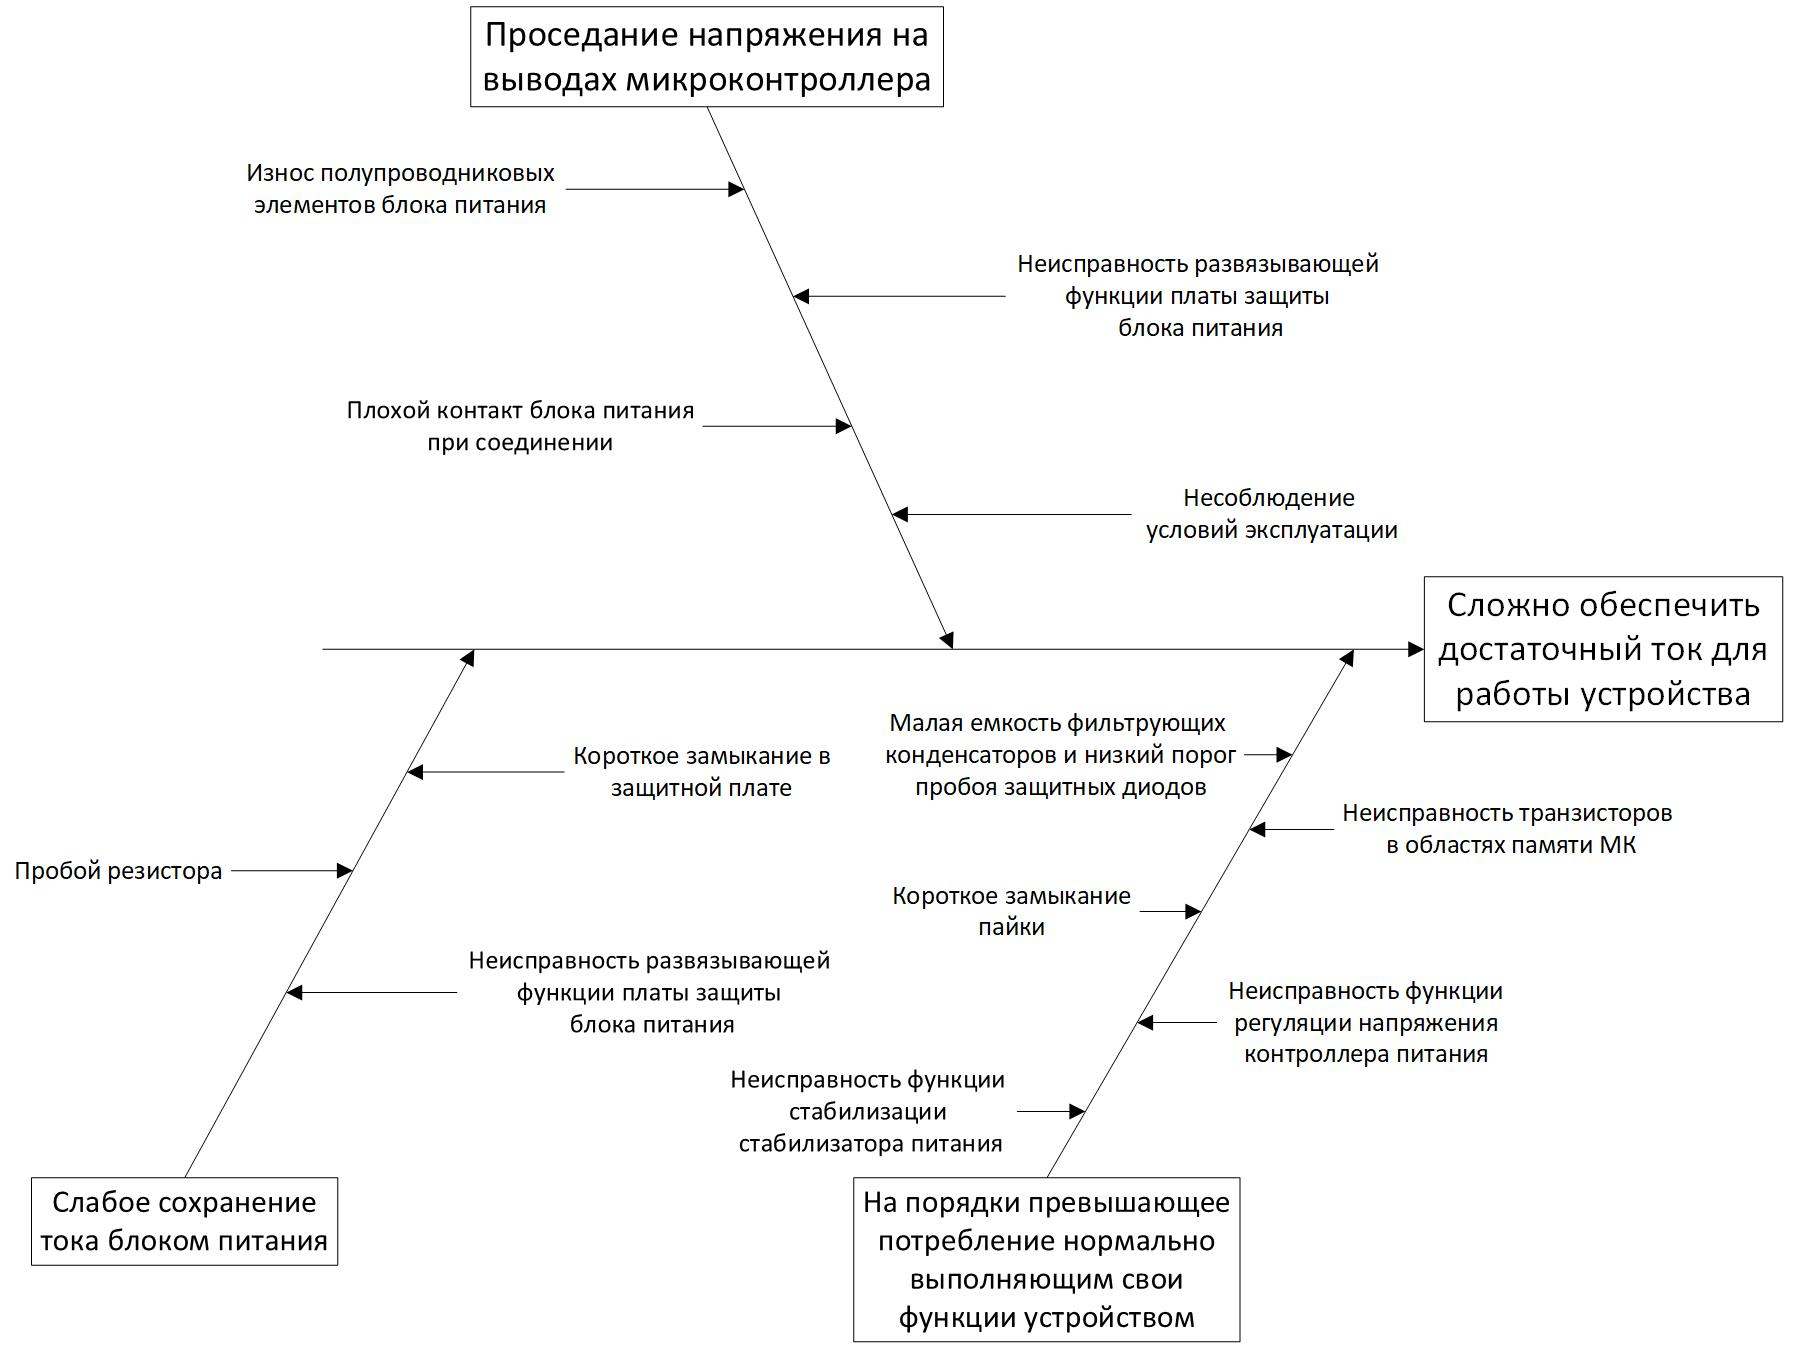 Проседание напряжения на
выводах микроконтроллера
Износ полупроводниковых
элементов блока питания
Неисправность развязывающей
функции платы защиты
блока питания
Плохой контакт блока питания
при соединении
Несоблюдение
условий эксплуатации
Сложно обеспечить
достаточный ток для
работы устройства
Малая емкость фильтрующих
конденсаторов и низкий порог
пробоя защитных диодов
Короткое замыкание в
защитной плате
Неисправность транзисторов
в областях памяти МК
Пробой резистора
Короткое замыкание
пайки
Неисправность развязывающей
функции платы защиты
блока питания
Неисправность функции
регуляции напряжения
контроллера питания
Неисправность функции
стабилизации
стабилизатора питания
Слабое сохранение
тока блоком питания
На порядки превышающее
потребление нормально
выполняющим свои
функции устройством